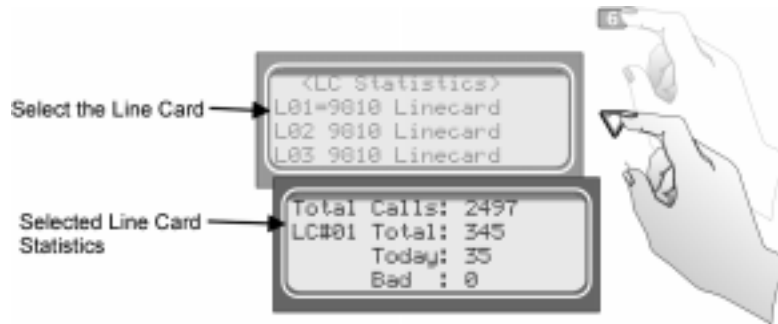 6
<LC Statistics>
Select the Line Card
L01=9810 Linecard
L02 9810 Linecard
L03 9810 Linecard
Total Calls: 2497
Selected Line Card
Statistics
LC#01 Total: 345
Today: 35
Bad : 0